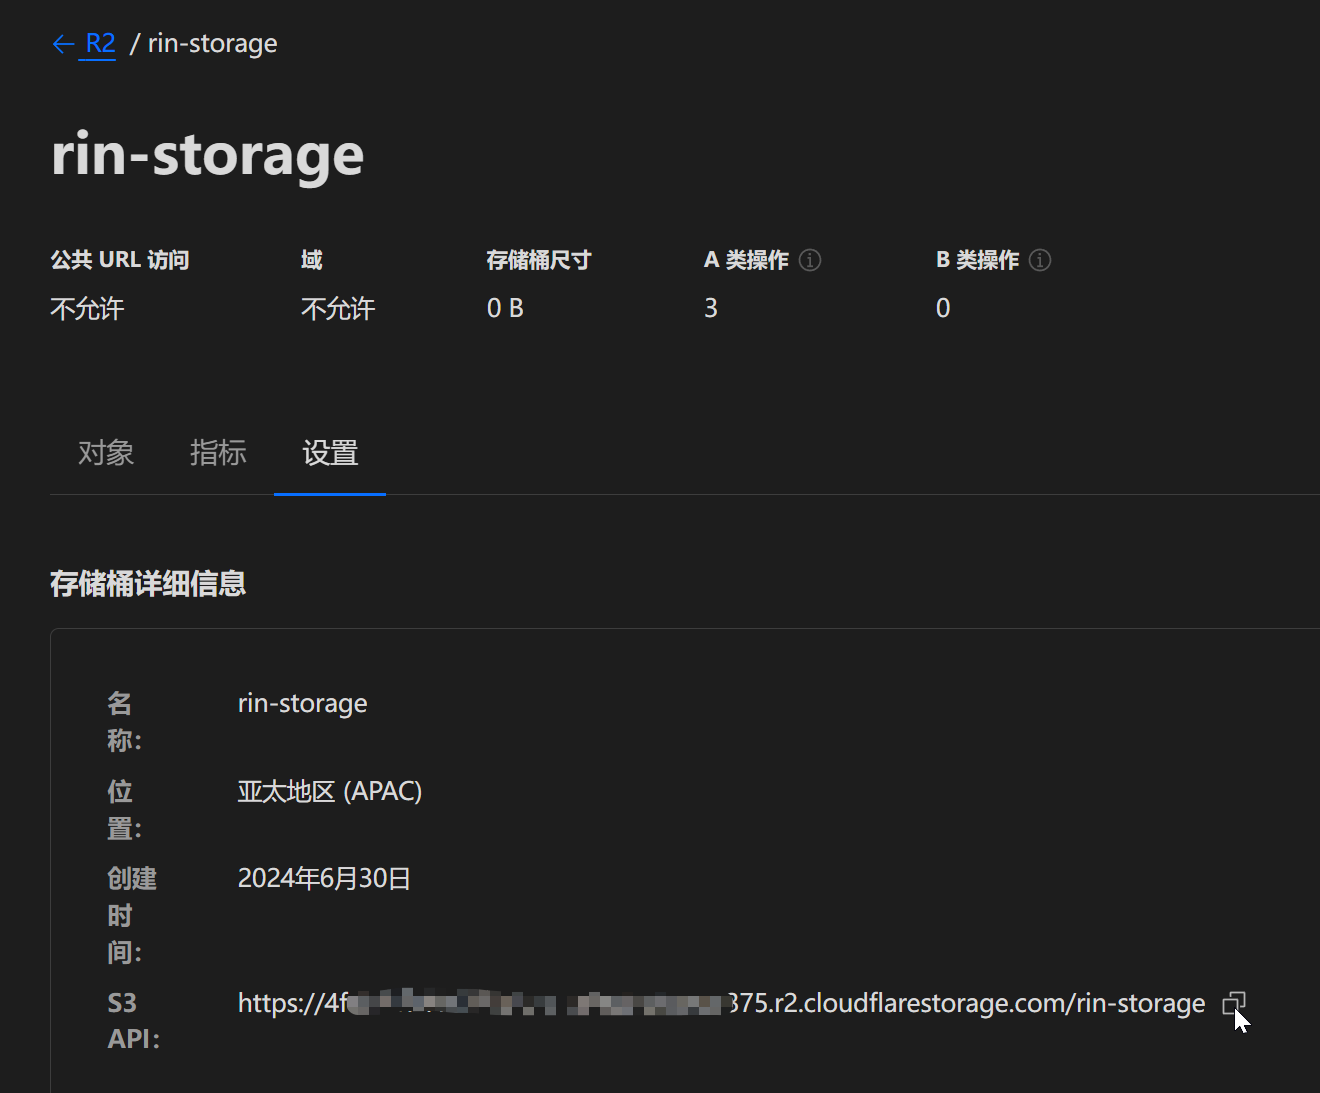 ← R2 / rin-storage
rin-storage
公共 URL 访问 域 存储桶尺寸 A 类操作 B 类操作
不允许 不允许 0 B 3 0
对象 指标 设置
存储桶详细信息
名 rin-storage
称：
位 亚太地区 (APAC)
置：
创建 2024年6月30日
时
间：
S3 https://4f 375.r2.cloudflarestorage.com/rin-storage
API：